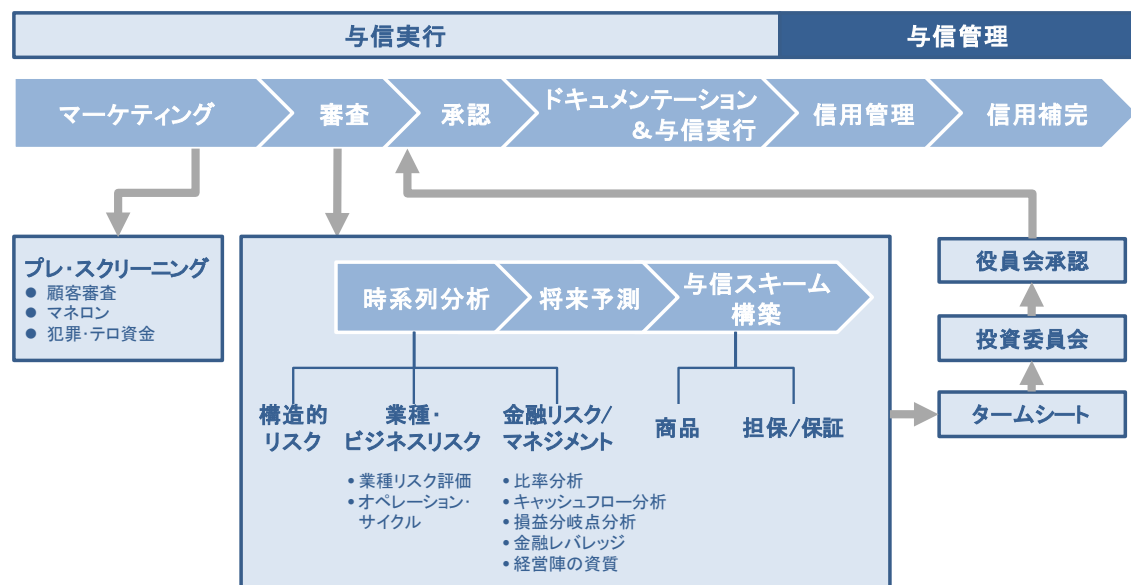 与信実行
与信管理
マーケティング
審査
承認
ドキュメンテーション
&与信実行
信用管理
信用補完
プレ・スクリーニング
● 顧客審査
● マネロン
● 犯罪・テロ資金
時系列分析
将来予測
与信スキーム
構築
構造的
リスク
業種・
ビジネスリスク
• 業種リスク評価
• オペレーション・
サイクル
金融リスク/
マネジメント
• 比率分析
• キャッシュフロー分析
• 損益分岐点分析
• 金融レバレッジ
• 経営陣の資質
商品
担保/保証
役員会承認
投資委員会
タームシート